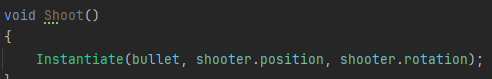 void Shoot()
{
    Instantiate(bullet, shooter.position, shooter.rotation);
}